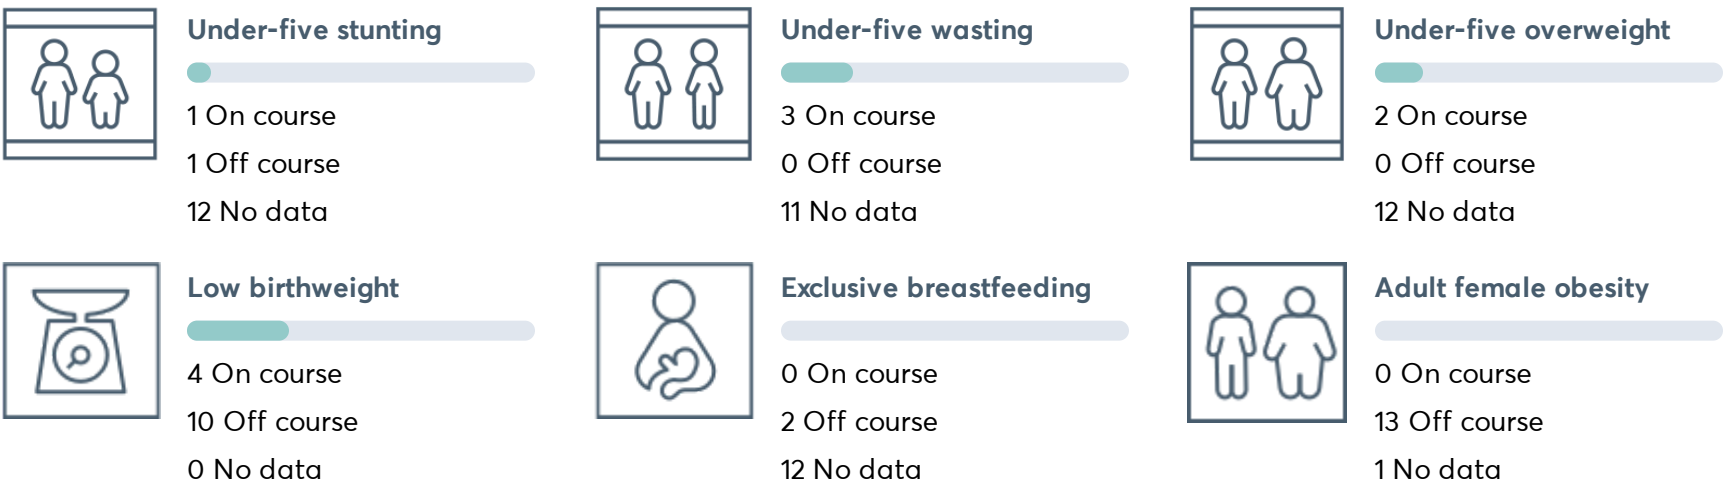 Under-five stunting
1 On course
1 Off course
12 No data
Under-five wasting
3 On course
0 Off course
11 No data
Under-five overweight
2 On course
0 Off course
12 No data
Low birthweight
4 On course
10 Off course
0 No data
Exclusive breastfeeding
0 On course
2 Off course
12 No data
Adult female obesity
0 On course
13 Off course
1 No data